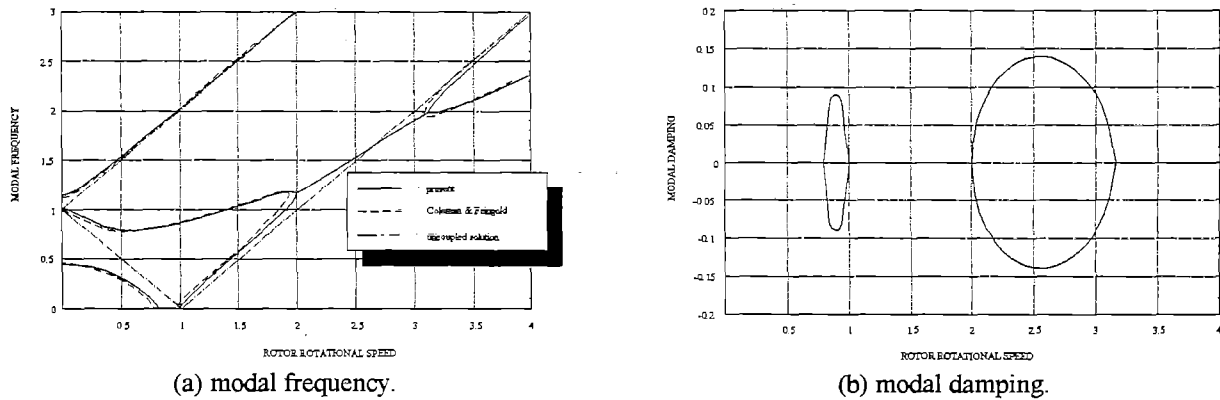 MODAL FREQUENCY
3
2.5
2
1.5
1
0.5
0
0.5 1 1.5 2 2.5 3 3.5 4
ROTOR ROTATIONAL SPEED
present
Coleman & Feingold
uncoupled solution
(a) modal frequency.
MODAL DAMPING
0.2
0.15
0.1
0.05
0
-0.05
-0.1
-0.15
-0.2
0.5 1 1.5 2 2.5 3 3.5 4
ROTOR ROTATIONAL SPEED
(b) modal damping.